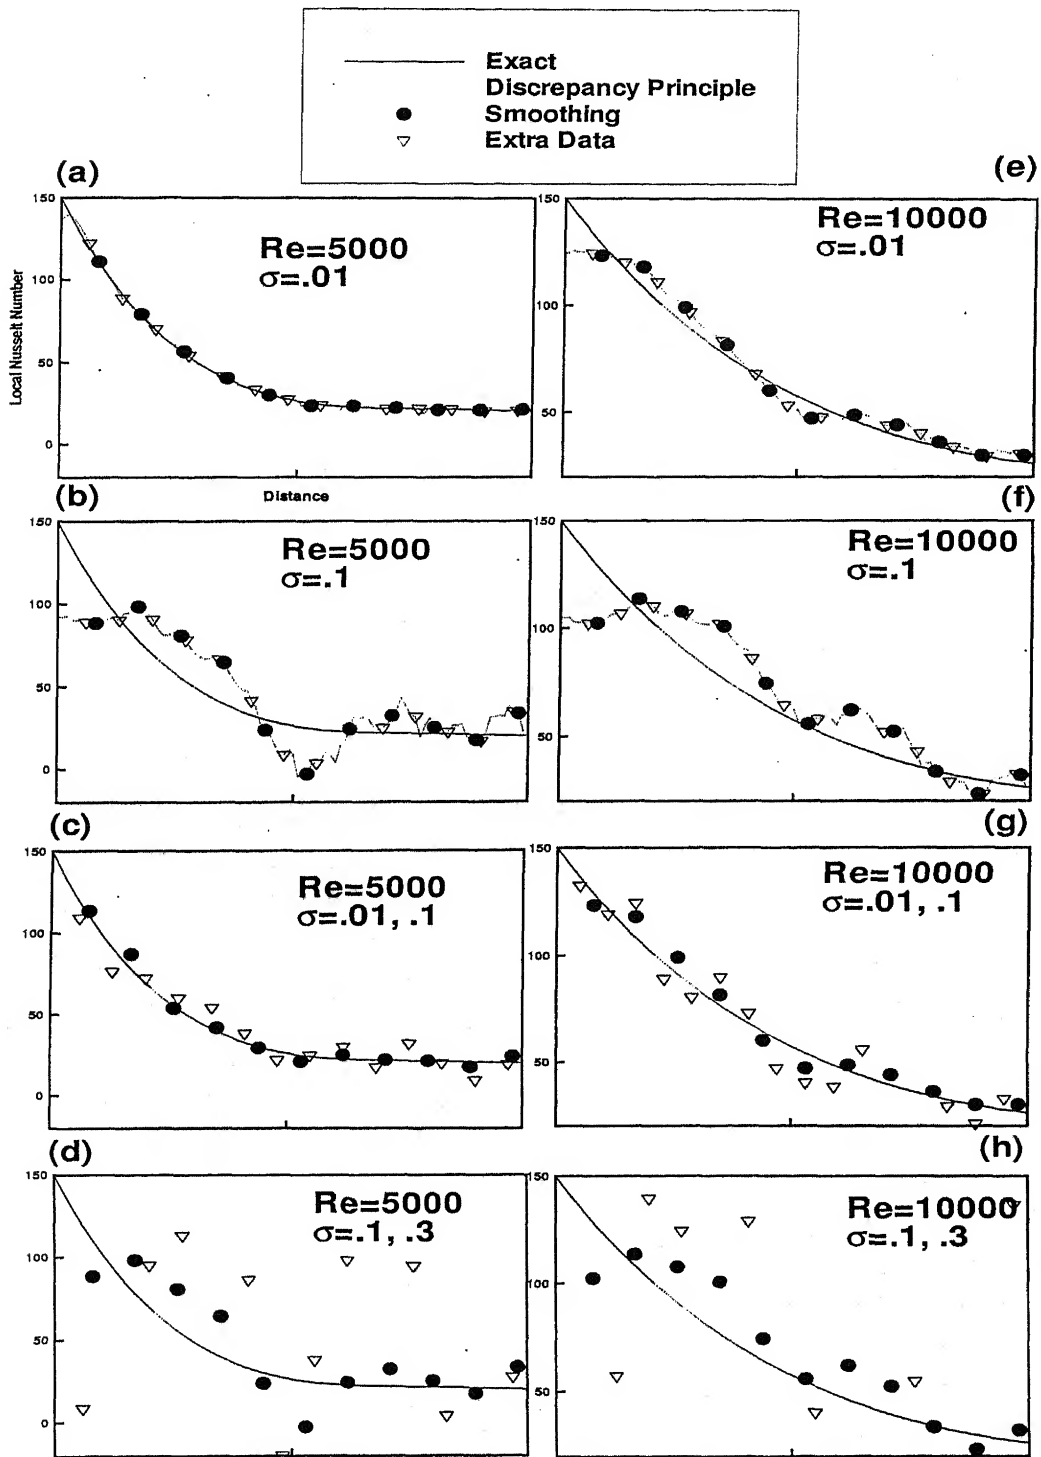 Exact
Discrepancy Principle
Smoothing
Extra Data
(a)
(e)
150
100
50
0
Local Nusselt Number
Re=5000
σ=.01
Distance
150
100
50
Re=10000
σ=.01
(b)
(f)
150
100
50
0
Re=5000
σ=.1
150
100
50
Re=10000
σ=.1
(c)
(g)
150
100
50
0
Re=5000
σ=.01, .1
150
100
50
Re=10000
σ=.01, .1
(d)
(h)
150
100
50
0
Re=5000
σ=.1, .3
150
100
50
Re=10000
σ=.1, .3